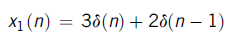 x₁(n) = 3δ(n) + 2δ(n − 1)